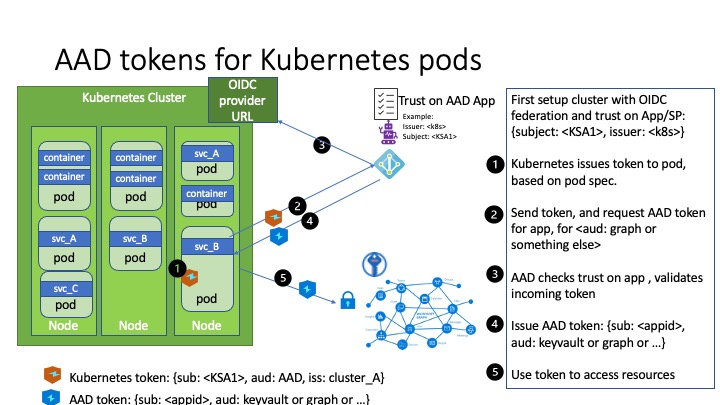 AAD tokens for Kubernetes pods
Kubernetes Cluster
OIDC
provider
URL
container
container
pod
svc_A
pod
svc_C
pod
Node
container
container
pod
svc_B
pod
Node
svc_A
pod
container
pod
svc_B
1
pod
Node
Trust on AAD App
Example:
Issuer: <k8s>
Subject: <KSA1>
3
2
4
5
First setup cluster with OIDC
federation and trust on App/SP:
{subject: <KSA1>, issuer: <k8s>}
1 Kubernetes issues token to pod,
based on pod spec.
2 Send token, and request AAD token
for app, for <aud: graph or
something else>
3 AAD checks trust on app , validates
incoming token
4 Issue AAD token: {sub: <appid>,
aud: keyvault or graph or …}
5 Use token to access resources
Kubernetes token: {sub: <KSA1>, aud: AAD, iss: cluster_A}
AAD token: {sub: <appid>, aud: keyvault or graph or …}